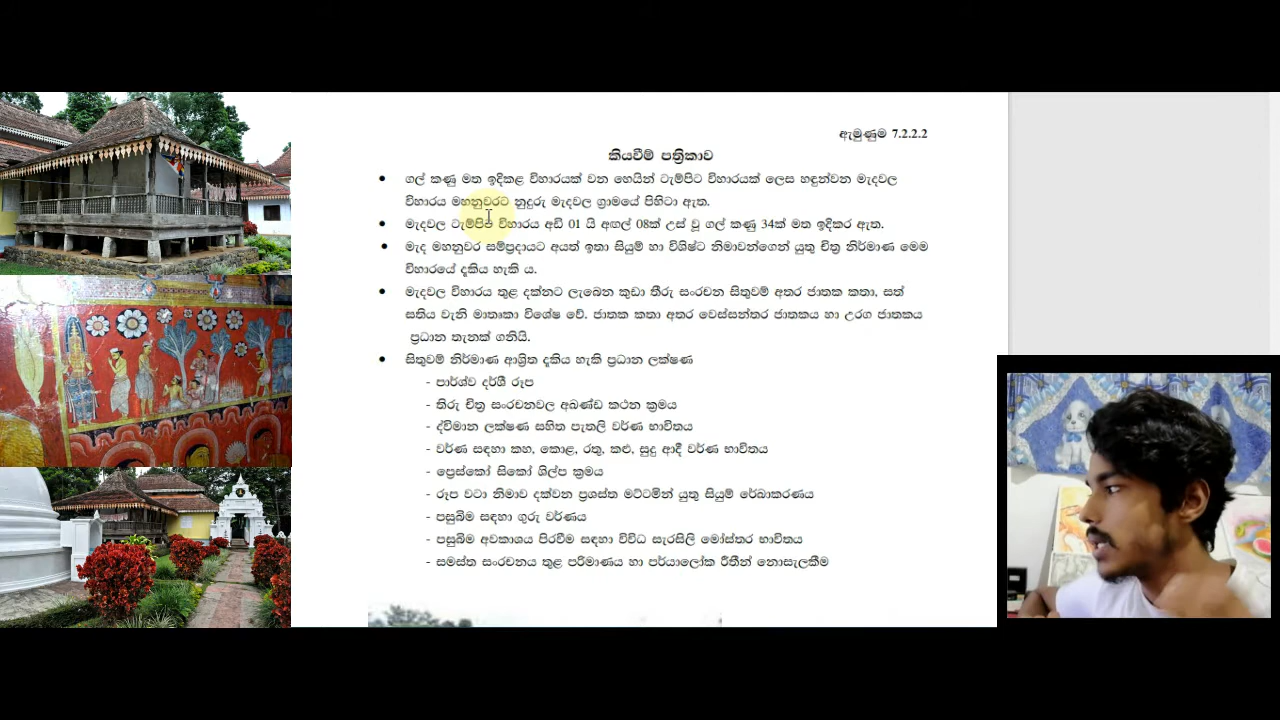 ඇමුණුම 7.2.2.2
කියවීම් පත්‍රිකාව
• ගල් කණු මත ඉදිකළ විහාරයක් වන හෙයින් ටැම්පිට විහාරයක් ලෙස හඳුන්වන මැදවල
විහාරය මහනුවරට නුදුරු මැදවල ග්‍රාමයේ පිහිටා ඇත.
• මැදවල ටැම්පිට විහාරය අඩි 01 යි අඟල් 08ක් උස් වූ ගල් කණු 34ක් මත ඉදිකර ඇත.
• මැද මහනුවර සම්ප්‍රදායට අයත් ඉතා සියුම් හා විශිෂ්ට නිමාවන්ගෙන් යුතු චිත්‍ර නිර්මාණ මෙම
විහාරයේ දැකිය හැකි ය.
• මැදවල විහාරය තුළ දක්නට ලැබෙන කුඩා තීරු සංරචන සිතුවම් අතර ජාතක කතා, සත්
සතිය වැනි මාතෘකා විශේෂ වේ. ජාතක කතා අතර වෙස්සන්තර ජාතකය හා උරග ජාතකය
ප්‍රධාන තැනක් ගනියි.
• සිතුවම් නිර්මාණ ආශ්‍රිත දැකිය හැකි ප්‍රධාන ලක්ෂණ
- පාර්ශ්ව දර්ශී රූප
- තිරු චිත්‍ර සංරචනවල අඛණ්ඩ කථන ක්‍රමය
- ද්විමාන ලක්ෂණ සහිත පැතලි වර්ණ භාවිතය
- වර්ණ සඳහා කහ, කොළ, රතු, කළු, සුදු ආදී වර්ණ භාවිතය
- ප්‍රෙස්කෝ සිකෝ ශිල්ප ක්‍රමය
- රූප වටා නිමාව දක්වන ප්‍රශස්ත මට්ටමින් යුතු සියුම් රේඛාකරණය
- පසුබිම සඳහා ගුරු වර්ණය
- පසුබිම අවකාශය පිරවීම සඳහා විවිධ සැරසිලි මෝස්තර භාවිතය
- සමස්ත සංරචනය තුළ පරිමාණය හා පර්යාලෝක රීතීන් නොසැලකීම